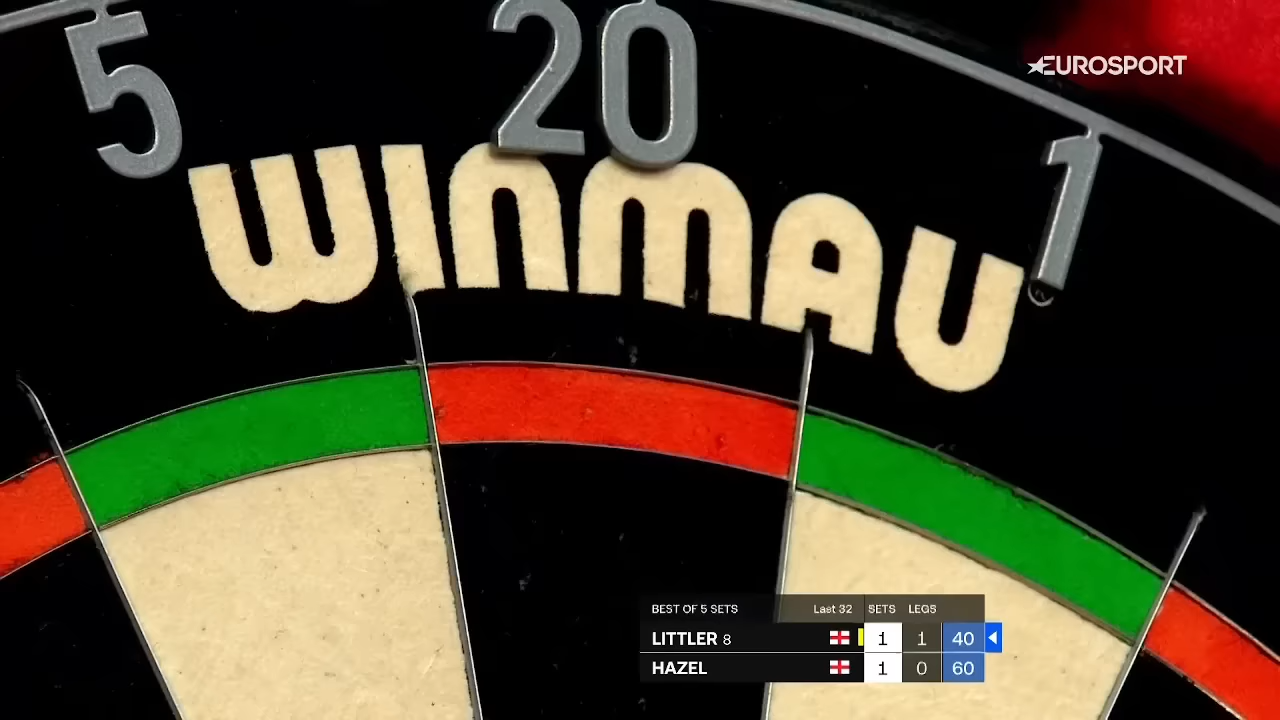 5 20 1
EUROSPORT
WINMAU
BEST OF 5 SETS Last 32 SETS LEGS
LITTLER 8 1 1 40
HAZEL 1 0 60